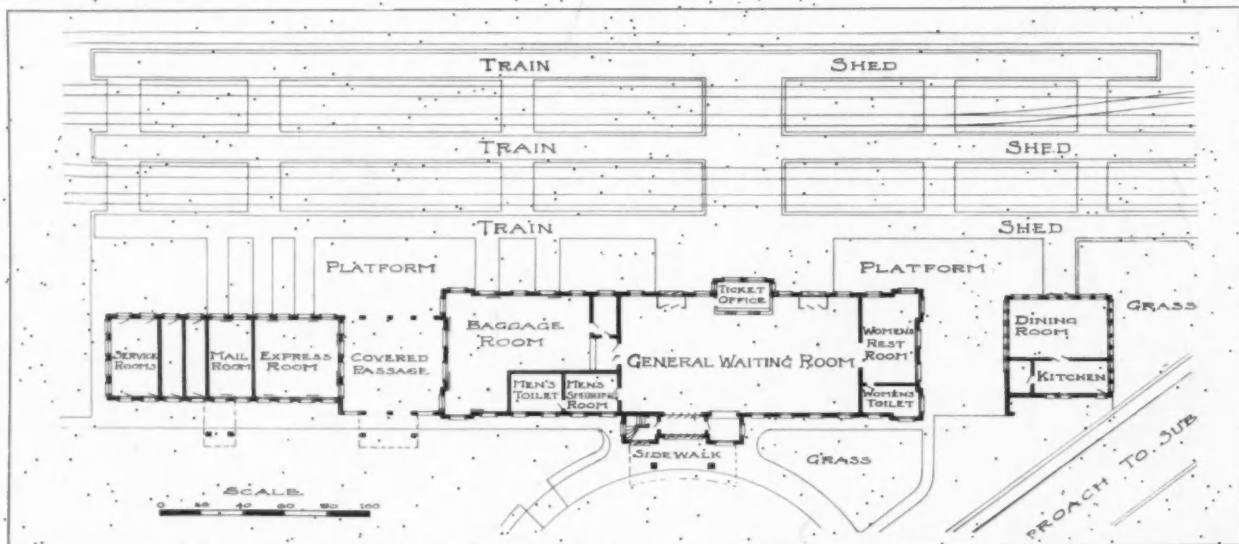 TRAIN SHED
TRAIN SHED
TRAIN SHED
PLATFORM
PLATFORM
TICKET
OFFICE
GRASS
BAGGAGE
ROOM
WOMENS
REST
ROOM
DINING
ROOM
SERVICE
ROOMS
MAIL
ROOM
EXPRESS
ROOM
COVERED
PASSAGE
GENERAL WAITING ROOM
KITCHEN
MEN'S
TOILET
MEN'S
SMOKING
ROOM
WOMENS
TOILET
SIDEWALK
GRASS
PROACH TO SUB
SCALE
0 20 40 60 80 100